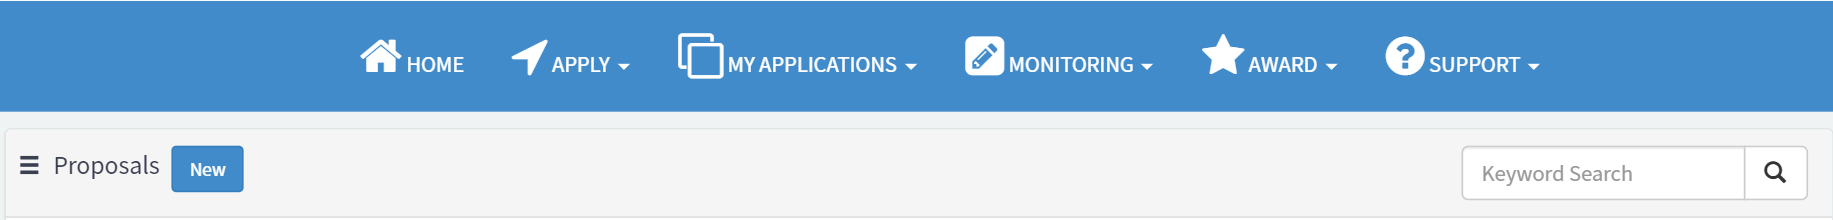 HOME APPLY MY APPLICATIONS MONITORING AWARD SUPPORT
Proposals New Keyword Search